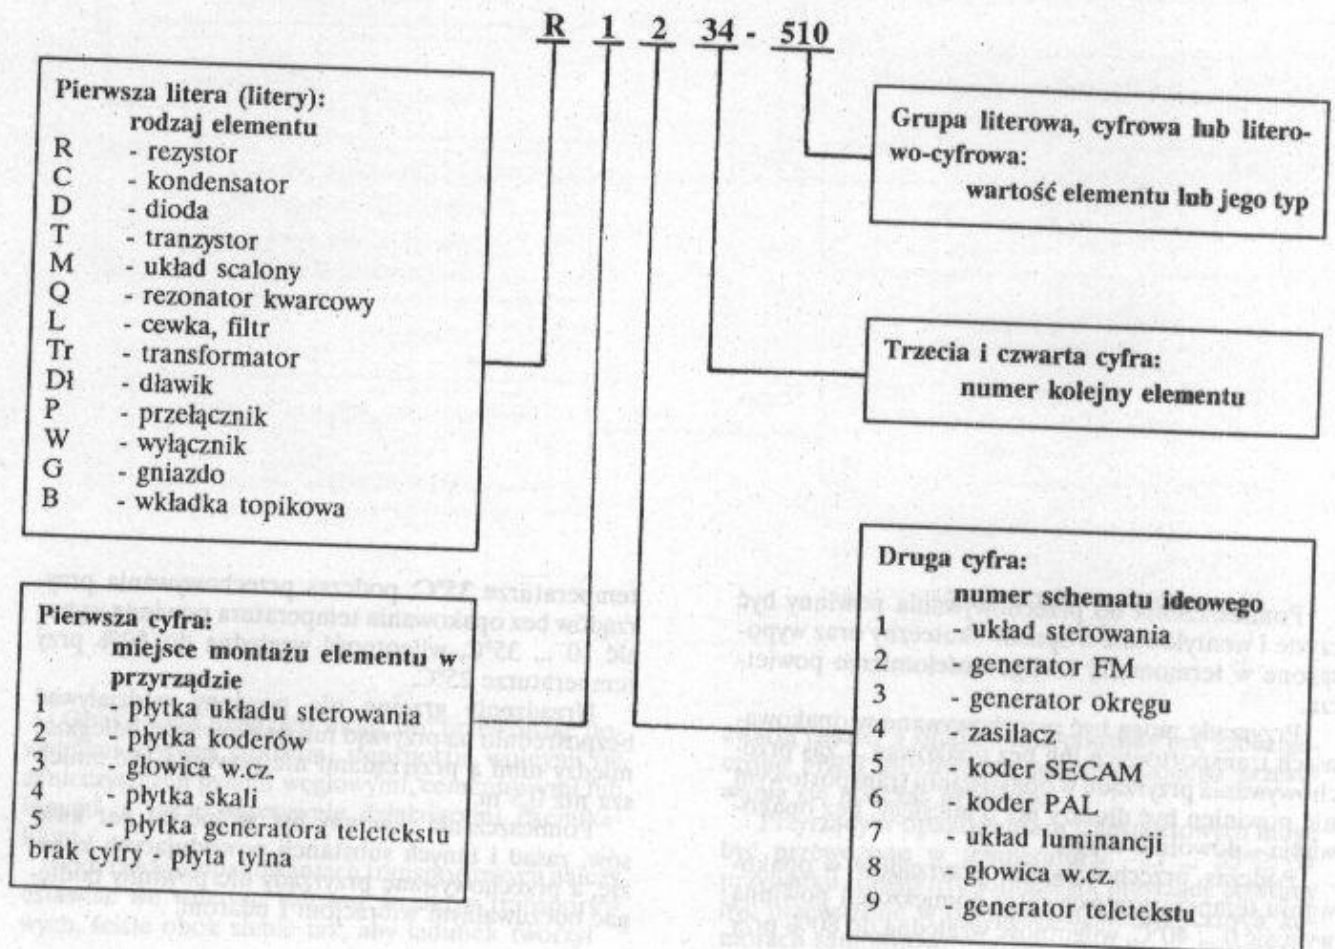 R 1 2 34 - 510
Pierwsza litera (litery):
rodzaj elementu
R - rezystor
C - kondensator
D - dioda
T - tranzystor
M - układ scalony
Q - rezonator kwarcowy
L - cewka, filtr
Tr - transformator
Dł - dławik
P - przełącznik
W - wyłącznik
G - gniazdo
B - wkładka topikowa
Grupa literowa, cyfrowa lub litero-
wo-cyfrowa:
wartość elementu lub jego typ
Trzecia i czwarta cyfra:
numer kolejny elementu
Pierwsza cyfra:
miejsce montażu elementu w
przyrządzie
1 - płytka układu sterowania
2 - płytka koderów
3 - głowica w.cz.
4 - płytka skali
5 - płytka generatora teletekstu
brak cyfry - płyta tylna
Druga cyfra:
numer schematu ideowego
1 - układ sterowania
2 - generator FM
3 - generator okręgu
4 - zasilacz
5 - koder SECAM
6 - koder PAL
7 - układ luminancji
8 - głowica w.cz.
9 - generator teletekstu